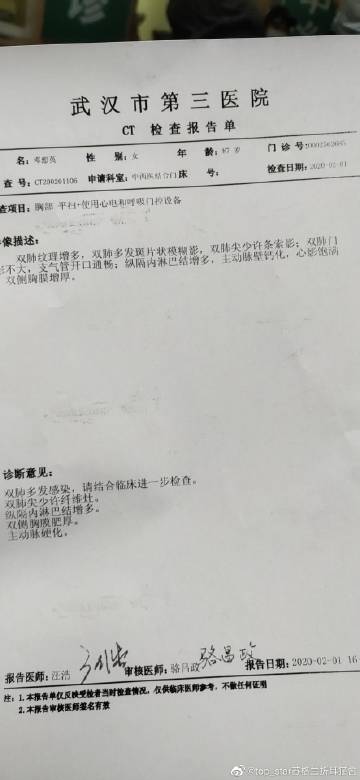 武汉市第三医院
CT 检查报告单
名: 性 别: 女 年 龄: 87岁 门 诊 号:
查 号: CT200201106 申请科室: 中西医结合门 床 号: 检查日期: 2020-02-01
查项目: 胸部 平扫+使用心电和呼吸门控设备
像描述:
双肺纹理增多,双肺多发斑片状模糊影,双肺尖少许条索影;双肺门
不大,支气管开口通畅;纵隔内淋巴结增多,主动脉壁钙化,心影饱满
双侧胸膜增厚。
诊断意见:
双肺多发感染,请结合临床进一步检查。
双肺尖少许纤维灶。
纵隔内淋巴结增多。
双侧胸膜肥厚。
主动脉硬化。
报告医师: 汪浩 审核医师: 骆昌政 骆昌政 报告日期: 2020-02-01 16
注:1.本报告单仅反映受检者当时检查情况,仅供临床医师参考,不做任何证明
2.本报告审核医师签名有效
@top_star苏格兰折耳猫合